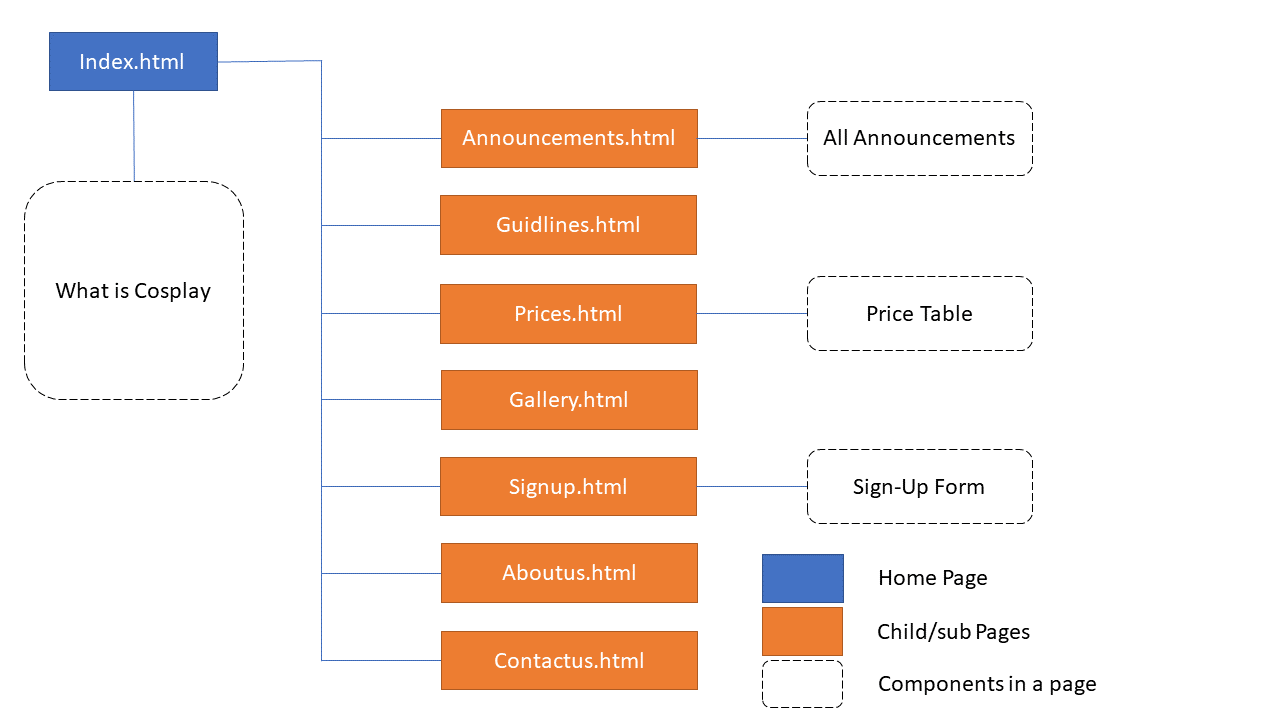 Index.html
Announcements.html
All Announcements
Guidlines.html
What is Cosplay
Prices.html
Price Table
Gallery.html
Signup.html
Sign-Up Form
Aboutus.html
Home Page
Child/sub Pages
Contactus.html
Components in a page